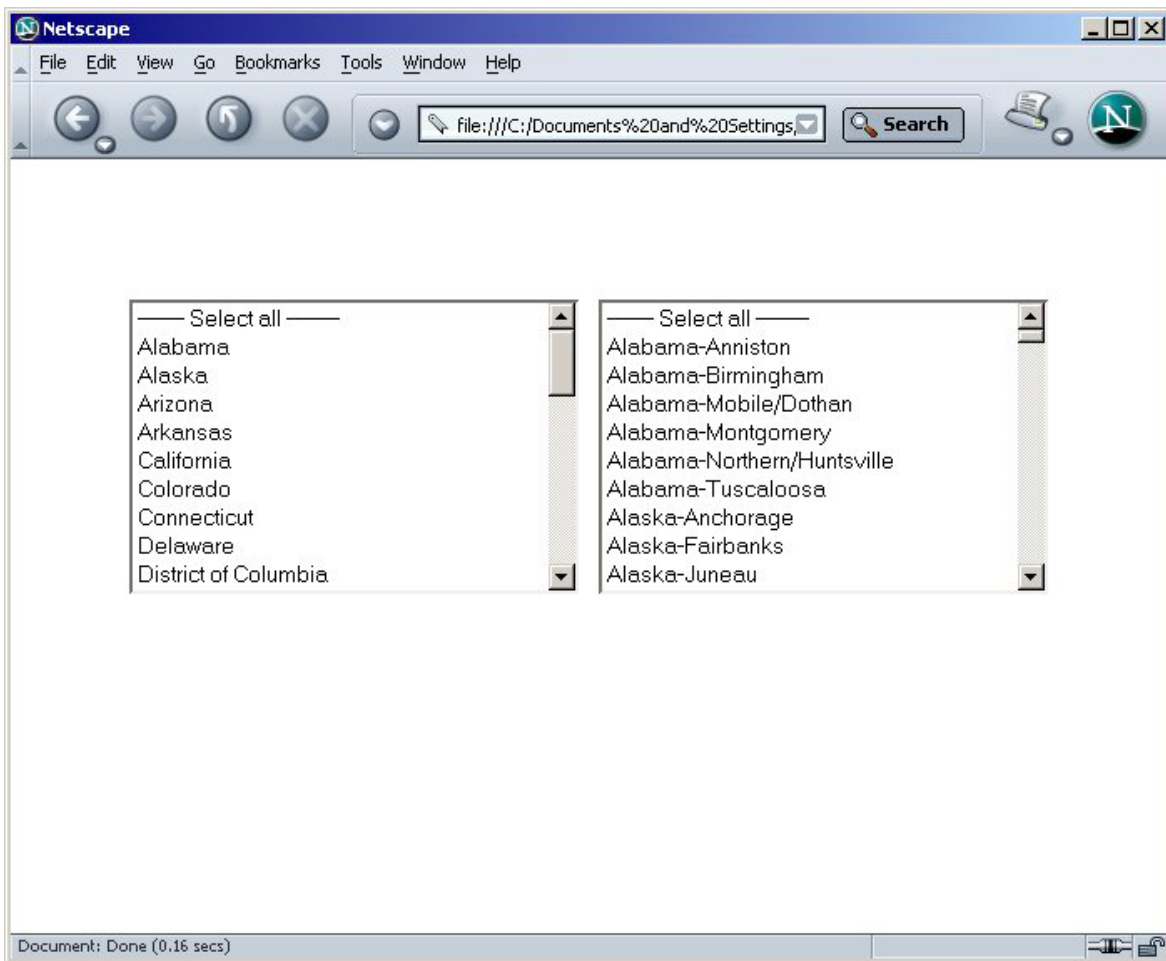 Netscape
File Edit View Go Bookmarks Tools Window Help
file:///C:/Documents%20and%20Settings,
Search
N
—— Select all ——
Alabama
Alaska
Arizona
Arkansas
California
Colorado
Connecticut
Delaware
District of Columbia
—— Select all ——
Alabama-Anniston
Alabama-Birmingham
Alabama-Mobile/Dothan
Alabama-Montgomery
Alabama-Northern/Huntsville
Alabama-Tuscaloosa
Alaska-Anchorage
Alaska-Fairbanks
Alaska-Juneau
Document: Done (0.16 secs)